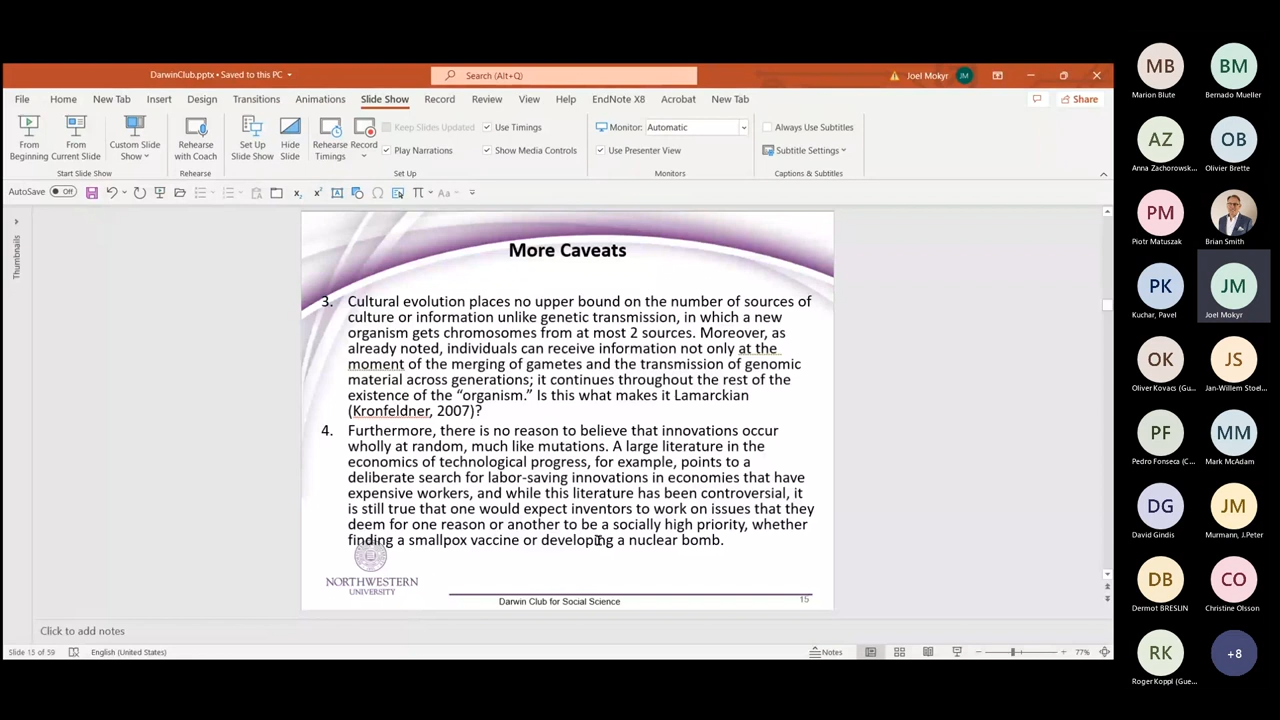 DarwinClub.pptx • Saved to this PC
Search (Alt+Q)
Joel Mokyr
JM
File Home New Tab Insert Design Transitions Animations Slide Show Record Review View Help EndNote X8 Acrobat New Tab
Share
From Beginning
From Current Slide
Custom Slide Show
Rehearse with Coach
Set Up Slide Show
Hide Slide
Rehearse Timings
Record
Keep Slides Updated
Use Timings
Play Narrations
Show Media Controls
Monitor: Automatic
Use Presenter View
Always Use Subtitles
Subtitle Settings
Start Slide Show
Rehearse
Set Up
Monitors
Captions & Subtitles
AutoSave Off
Thumbnails
More Caveats
3. Cultural evolution places no upper bound on the number of sources of
culture or information unlike genetic transmission, in which a new
organism gets chromosomes from at most 2 sources. Moreover, as
already noted, individuals can receive information not only at the
moment of the merging of gametes and the transmission of genomic
material across generations; it continues throughout the rest of the
existence of the “organism.” Is this what makes it Lamarckian
(Kronfeldner, 2007)?
4. Furthermore, there is no reason to believe that innovations occur
wholly at random, much like mutations. A large literature in the
economics of technological progress, for example, points to a
deliberate search for labor-saving innovations in economies that have
expensive workers, and while this literature has been controversial, it
is still true that one would expect inventors to work on issues that they
deem for one reason or another to be a socially high priority, whether
finding a smallpox vaccine or developing a nuclear bomb.
NORTHWESTERN
UNIVERSITY
Darwin Club for Social Science
15
Click to add notes
Slide 15 of 59
English (United States)
Notes
77%
MB
Marion Blute
BM
Bernado Mueller
AZ
Anna Zachorowsk...
OB
Olivier Brette
PM
Piotr Matuszak
Brian Smith
PK
Kuchar, Pavel
JM
Joel Mokyr
OK
Oliver Kovacs (Gu...
JS
Jan-Willem Stoel...
PF
Pedro Fonseca (C...
MM
Mark McAdam
DG
David Gindis
JM
Murmann, J.Peter
DB
Dermot BRESLIN
CO
Christine Olsson
RK
Roger Koppl (Gue...
+8